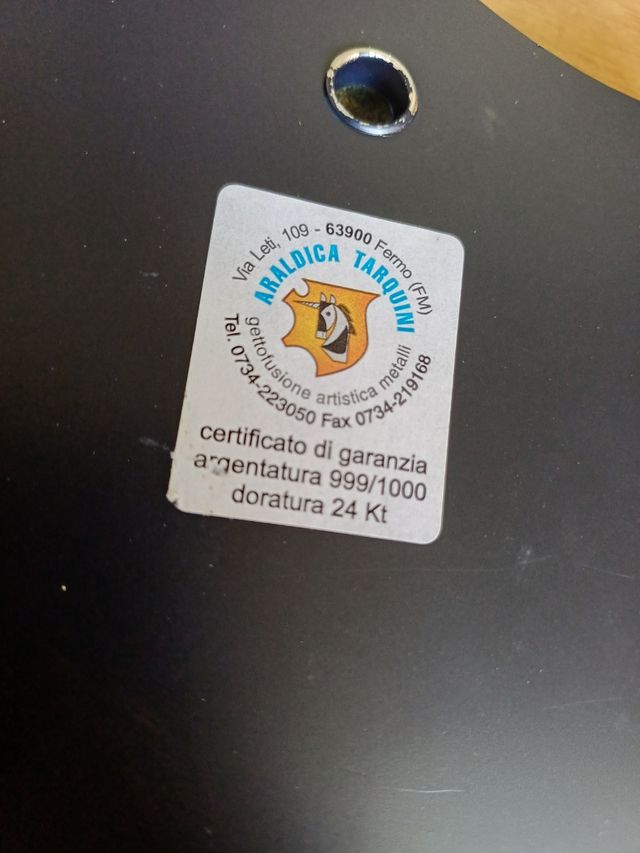 Via Leti, 109 - 63900 Fermo (FM)
ARALDICA TARQUINI
gettofusione artistica metalli
Tel. 0734-223050 Fax 0734-219168
certificato di garanzia
argentatura 999/1000
doratura 24 Kt